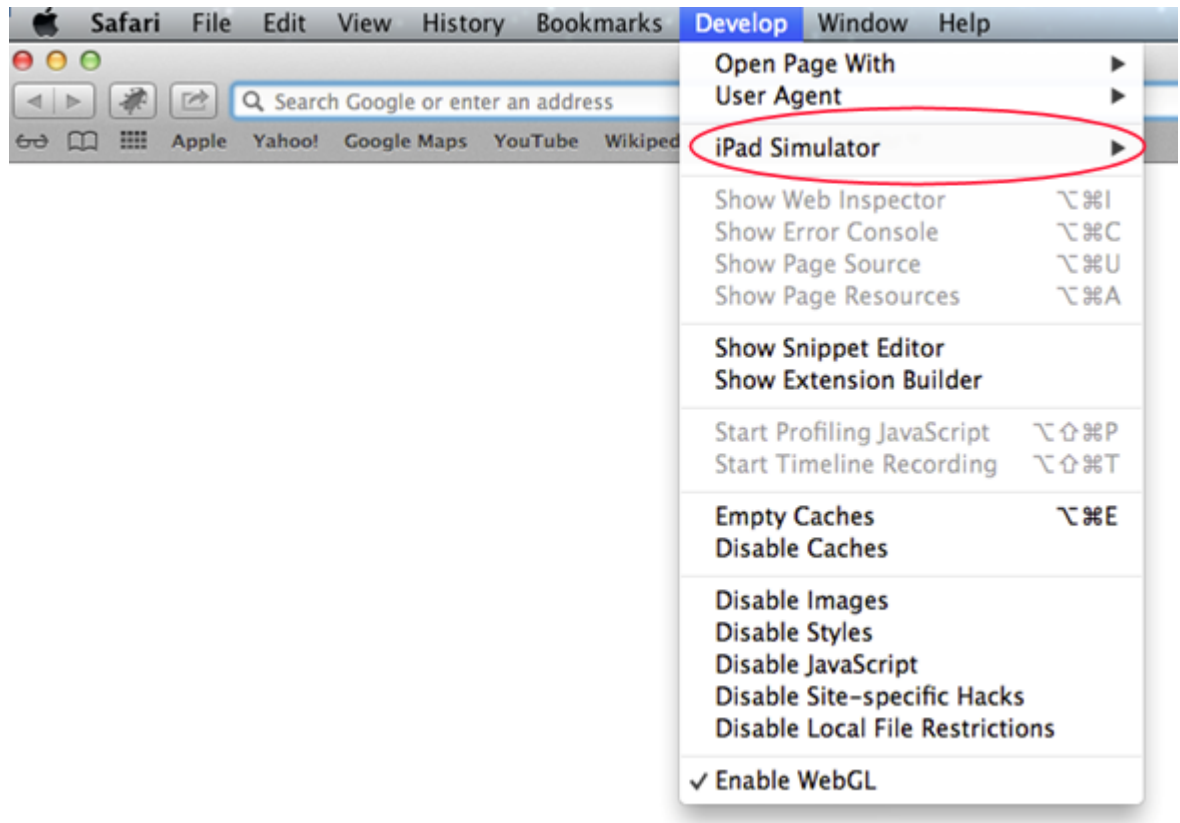 Safari File Edit View History Bookmarks Develop Window Help
Search Google or enter an address
Apple Yahoo! Google Maps YouTube Wikiped
Open Page With
User Agent
iPad Simulator
Show Web Inspector ⌥⌘I
Show Error Console ⌥⌘C
Show Page Source ⌥⌘U
Show Page Resources ⌥⌘A
Show Snippet Editor
Show Extension Builder
Start Profiling JavaScript ⌥⇧⌘P
Start Timeline Recording ⌥⇧⌘T
Empty Caches ⌥⌘E
Disable Caches
Disable Images
Disable Styles
Disable JavaScript
Disable Site-specific Hacks
Disable Local File Restrictions
✓ Enable WebGL